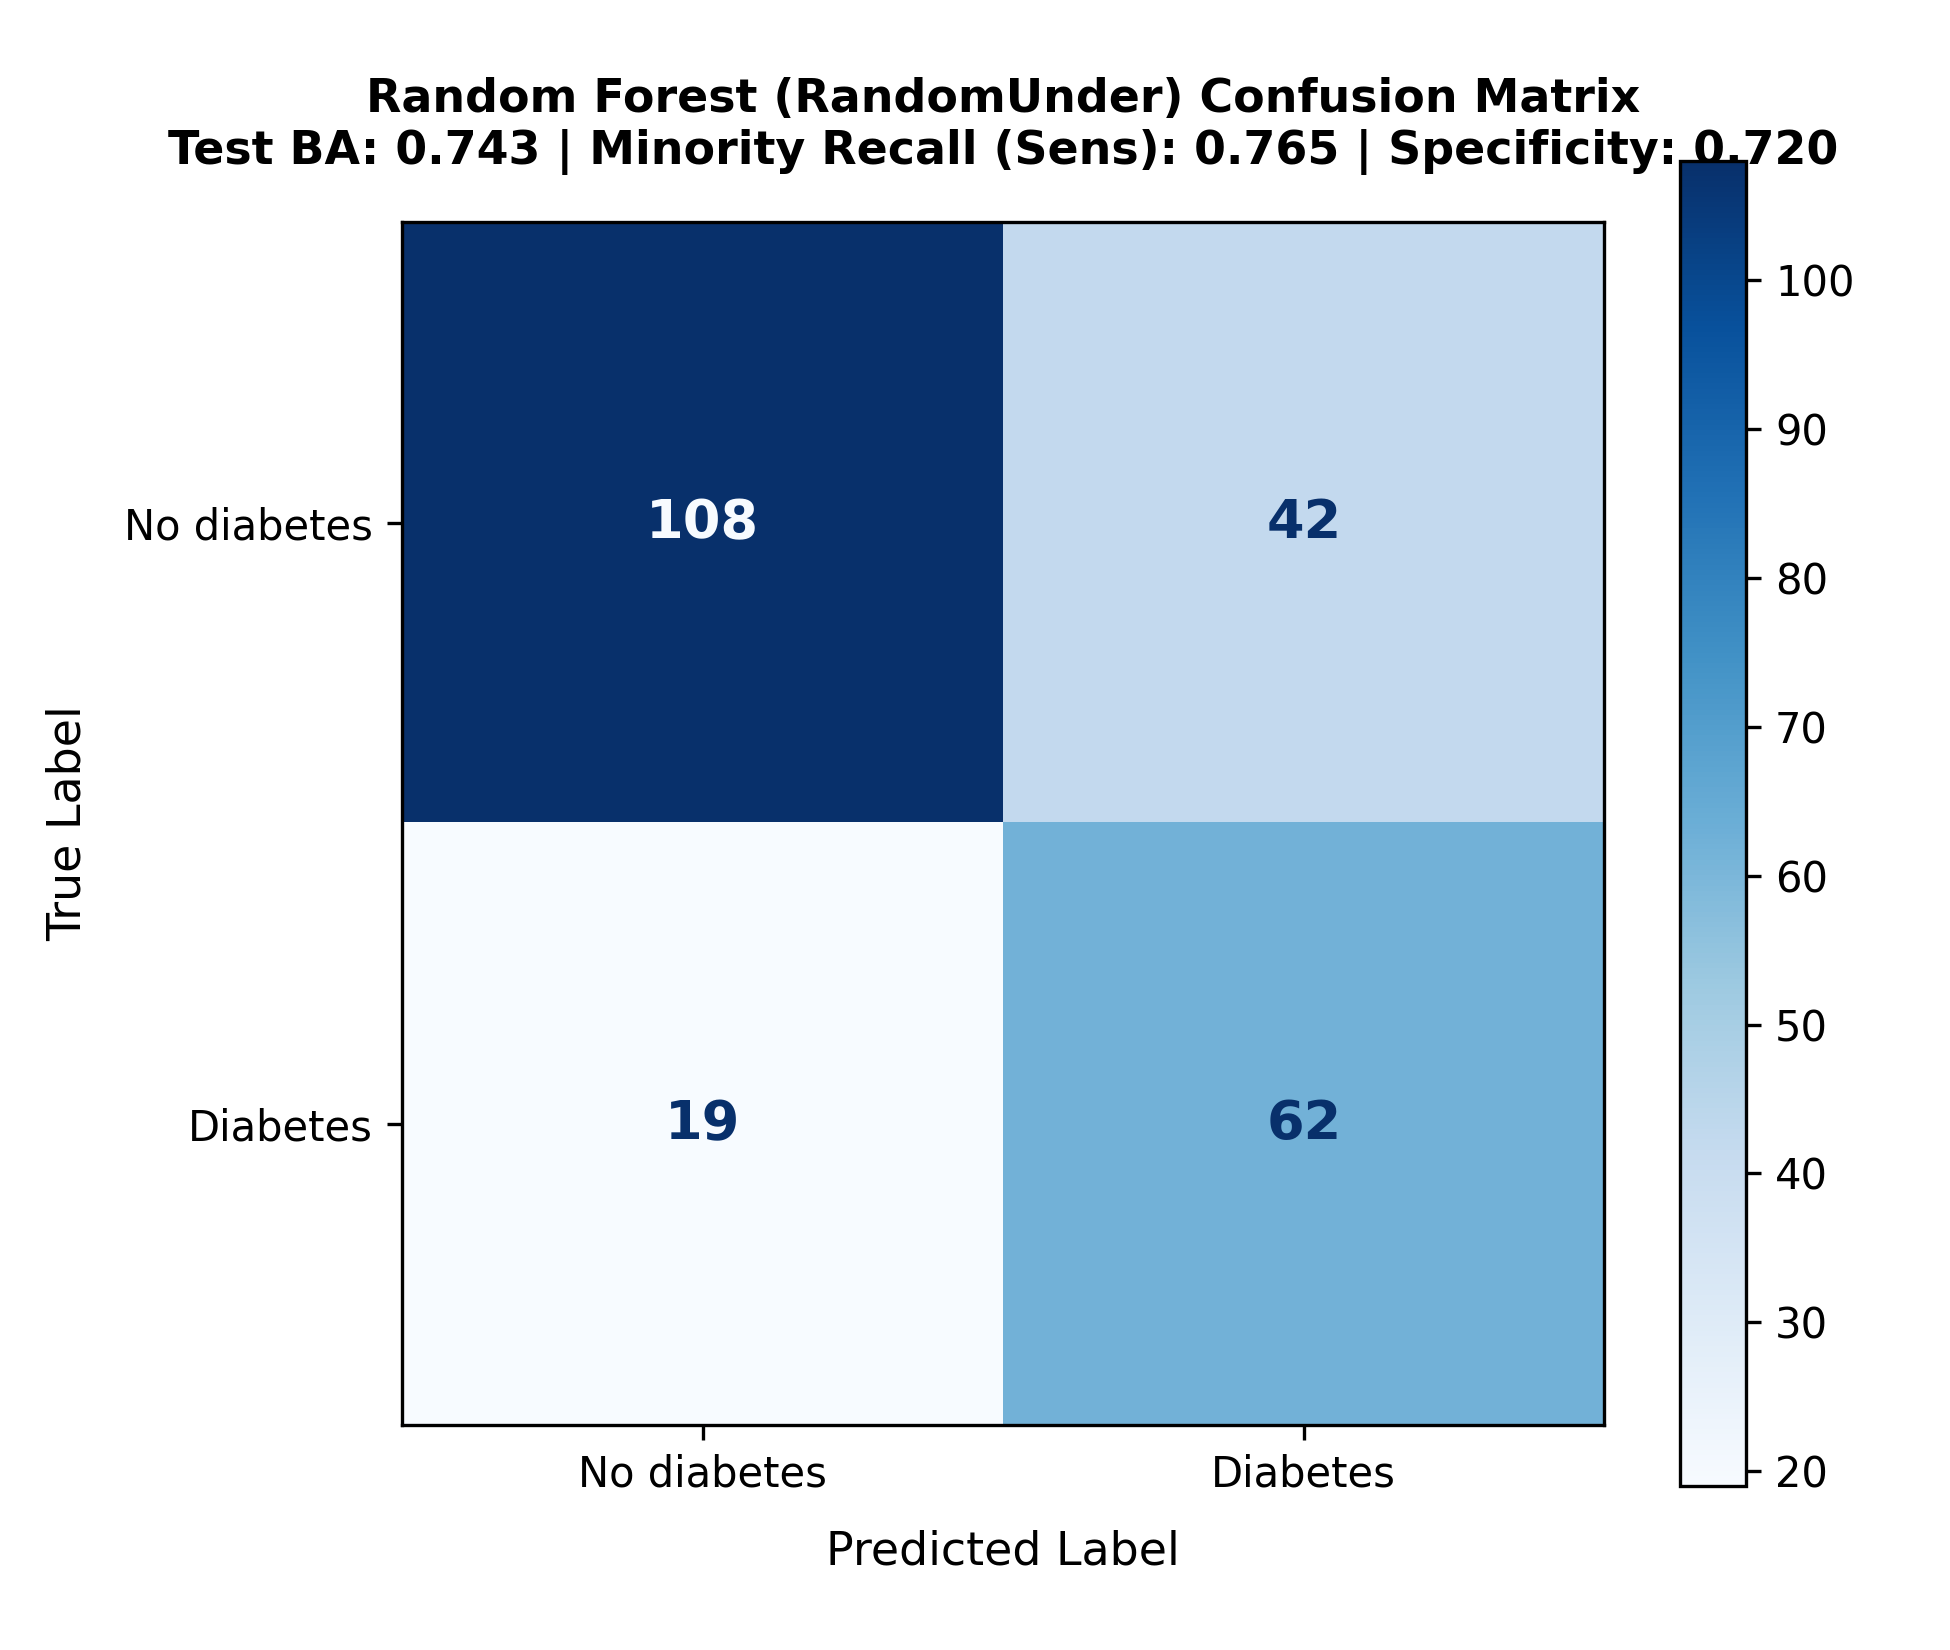 Random Forest (RandomUnder) Confusion Matrix
Test BA: 0.743 | Minority Recall (Sens): 0.765 | Specificity: 0.720
100
90
80
70
60
50
40
30
20
True Label
No diabetes
108
42
Diabetes
19
62
No diabetes
Diabetes
Predicted Label